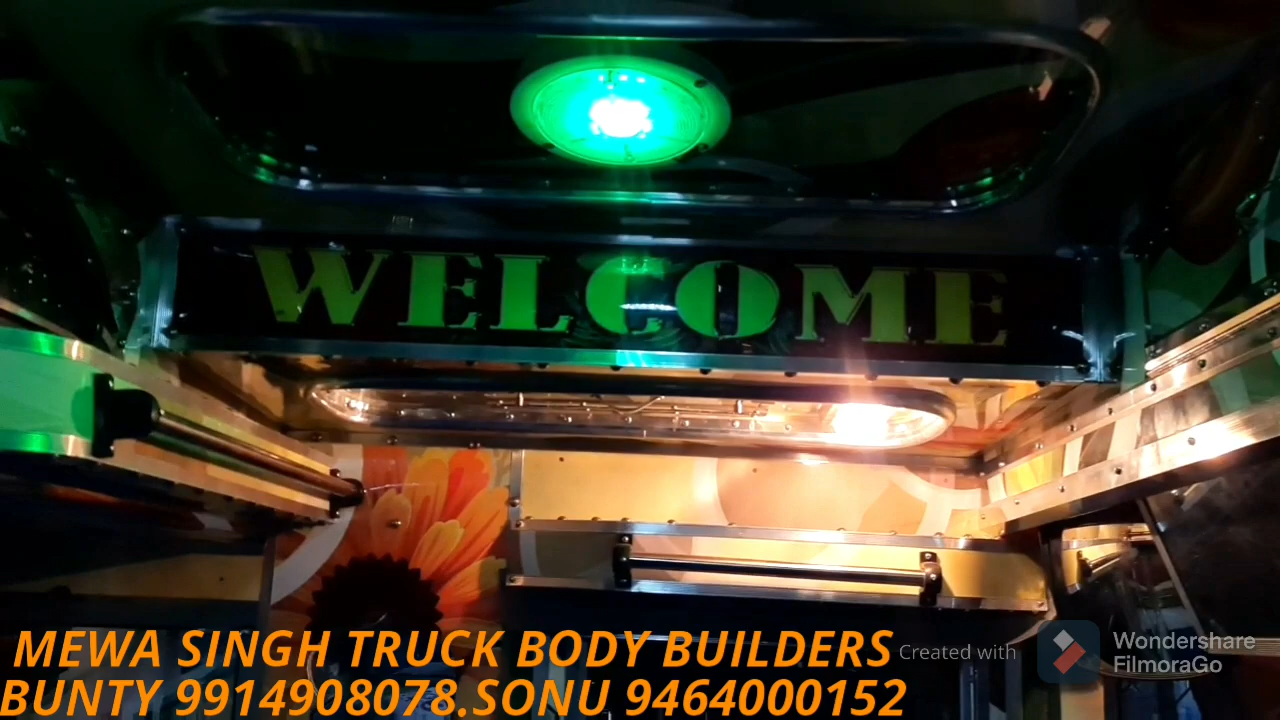 WELCOME
MEWA SINGH TRUCK BODY BUILDERS
BUNTY 9914908078.SONU 9464000152
Created with
Wondershare
FilmoraGo